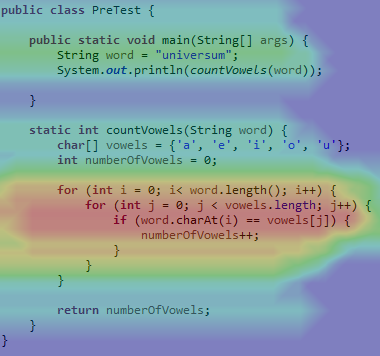 public class PreTest {
    public static void main(String[] args) {
        String word = "universum";
        System.out.println(countVowels(word));
    }
    static int countVowels(String word) {
        char[] vowels = {'a', 'e', 'i', 'o', 'u'};
        int numberOfVowels = 0;
        for (int i = 0; i< word.length(); i++) {
            for (int j = 0; j < vowels.length; j++) {
                if (word.charAt(i) == vowels[j]) {
                    numberOfVowels++;
                }
            }
        }
        return numberOfVowels;
    }
}